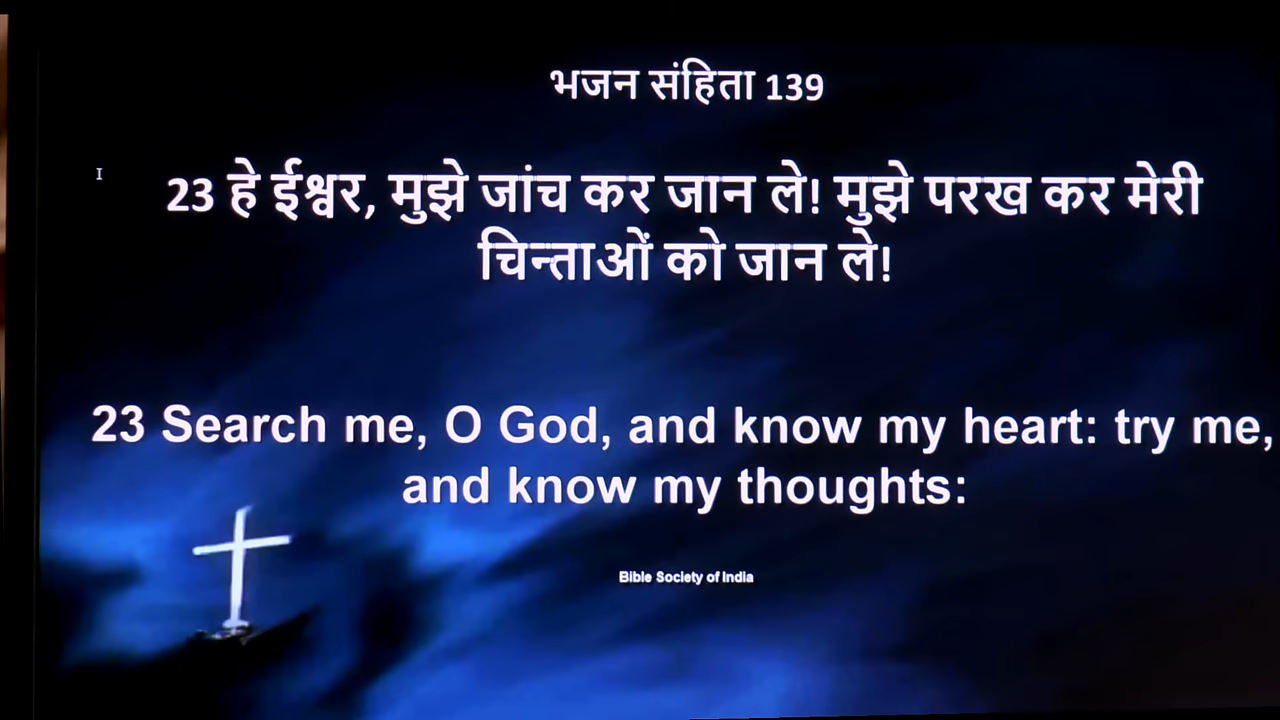 भजन संहिता 139
23 हे ईश्वर, मुझे जांच कर जान ले! मुझे परख कर मेरी
चिन्ताओं को जान ले!
23 Search me, O God, and know my heart: try me,
and know my thoughts:
Bible Society of India